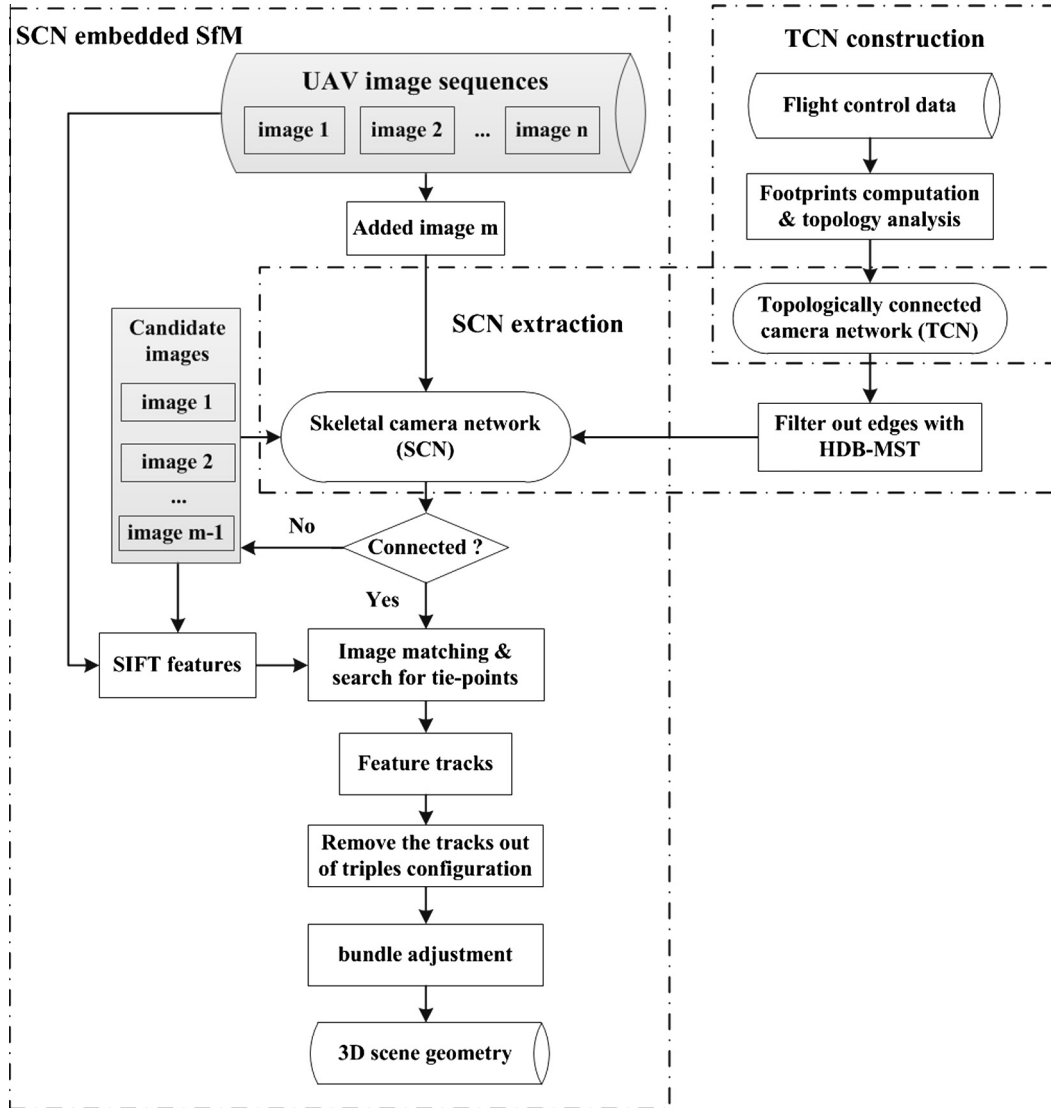 SCN embedded SfM
UAV image sequences
image 1
image 2
...
image n
Added image m
TCN construction
Flight control data
Footprints computation
& topology analysis
Topologically connected
camera network (TCN)
Filter out edges with
HDB-MST
SCN extraction
Skeletal camera network
(SCN)
Candidate
images
image 1
image 2
...
image m-1
No
Connected ?
Yes
SIFT features
Image matching &
search for tie-points
Feature tracks
Remove the tracks out
of triples configuration
bundle adjustment
3D scene geometry